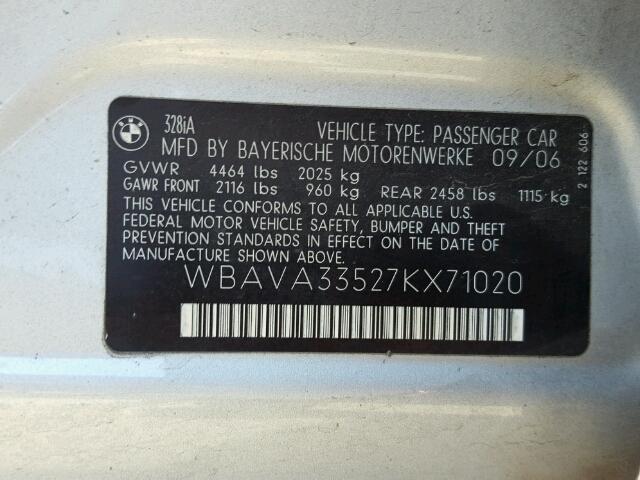 BMW
328iA VEHICLE TYPE: PASSENGER CAR
MFD BY BAYERISCHE MOTORENWERKE 09/06
GVWR 4464 lbs 2025 kg
GAWR FRONT 2116 lbs 960 kg REAR 2458 lbs 1115 kg
THIS VEHICLE CONFORMS TO ALL APPLICABLE U.S.
FEDERAL MOTOR VEHICLE SAFETY, BUMPER AND THEFT
PREVENTION STANDARDS IN EFFECT ON THE DATE OF
MANUFACTURE SHOWN ABOVE.
WBAVA33527KX71020
2 122 606